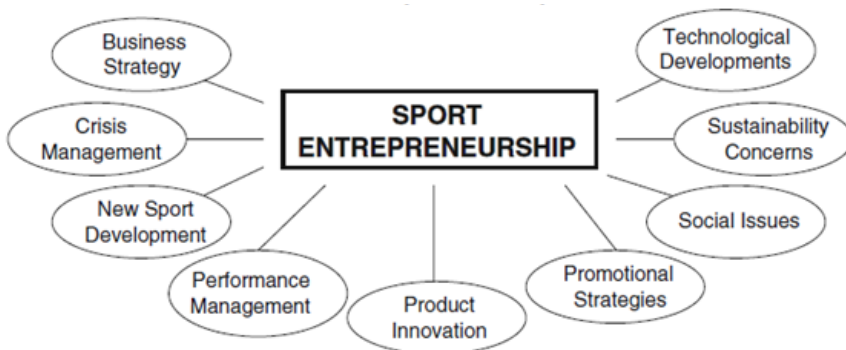 Business
Strategy
Technological
Developments
SPORT
ENTREPRENEURSHIP
Crisis
Management
Sustainability
Concerns
New Sport
Development
Social Issues
Performance
Management
Product
Innovation
Promotional
Strategies